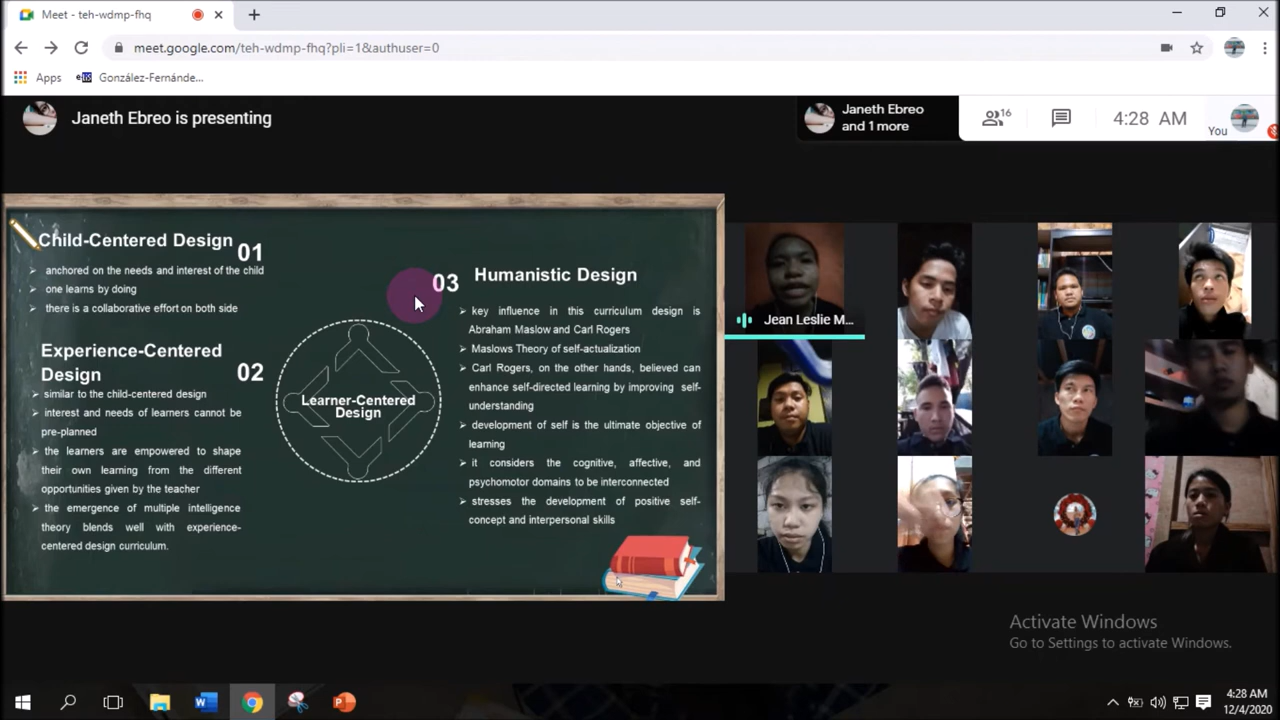 Meet - teh-wdmp-fhq
meet.google.com/teh-wdmp-fhq?pli=1&authuser=0
Apps
González-Fernánde...
Janeth Ebreo is presenting
Janeth Ebreo
and 1 more
16
4:28 AM
You
Child-Centered Design
01
anchored on the needs and interest of the child
one learns by doing
there is a collaborative effort on both side
Experience-Centered
Design
02
similar to the child-centered design
interest and needs of learners cannot be
pre-planned
the learners are empowered to shape
their own learning from the different
opportunities given by the teacher
the emergence of multiple intelligence
theory blends well with experience-
centered design curriculum.
Learner-Centered
Design
03
Humanistic Design
key influence in this curriculum design is
Abraham Maslow and Carl Rogers
Maslows Theory of self-actualization
Carl Rogers, on the other hands, believed can
enhance self-directed learning by improving self-
understanding
development of self is the ultimate objective of
learning
it considers the cognitive, affective, and
psychomotor domains to be interconnected
stresses the development of positive self-
concept and interpersonal skills
Jean Leslie M...
Activate Windows
Go to Settings to activate Windows.
4:28 AM
12/4/2020